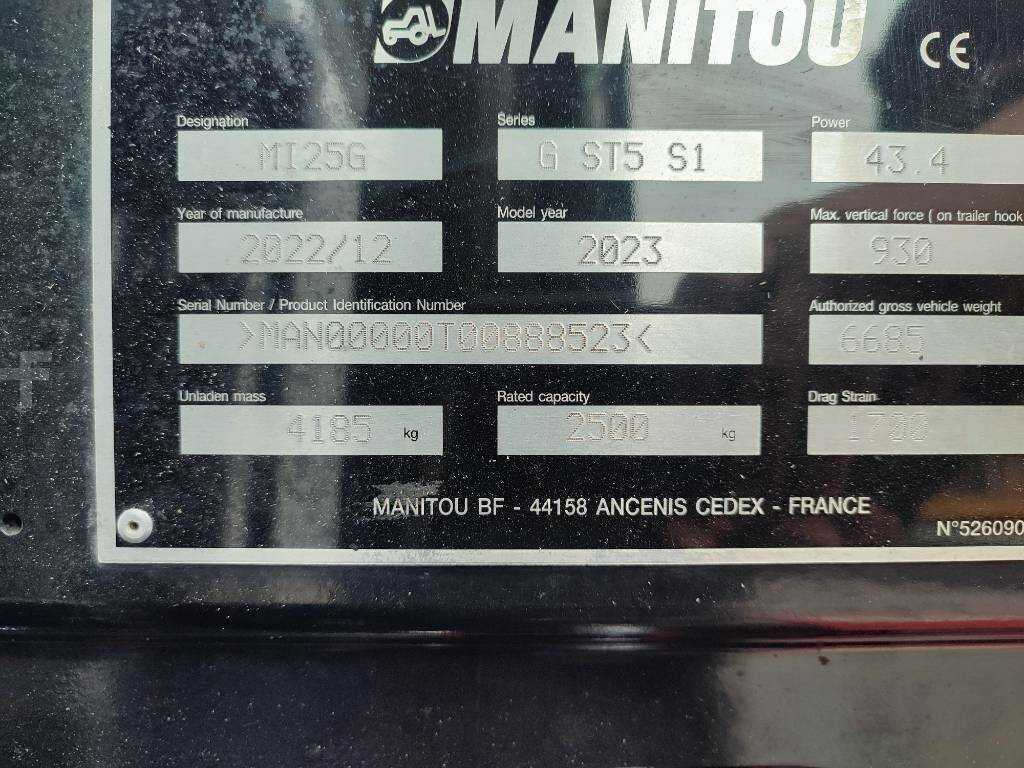 MANITOU CE
Designation Series Power
MI25G G ST5 S1 43.4
Year of manufacture Model year Max. vertical force ( on trailer hook
2022/12 2023 930
Serial Number / Product Identification Number Authorized gross vehicle weight
>MAN00000T00888523< 6685
Unladen mass Rated capacity Drag Strain
4185 kg 2500 kg 1700
MANITOU BF - 44158 ANCENIS CEDEX - FRANCE
N°526090